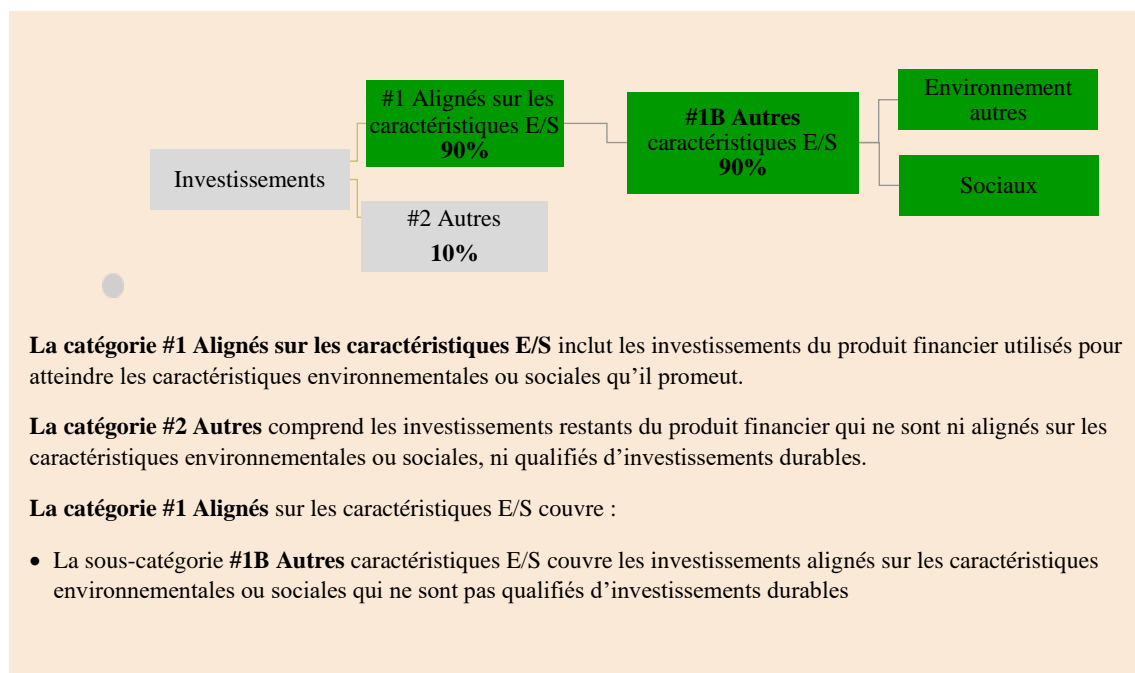 #1 Alignés sur les
caractéristiques E/S
90%
Investissements
#2 Autres
10%
#1B Autres
caractéristiques E/S
90%
Environnement
autres
Sociaux
La catégorie #1 Alignés sur les caractéristiques E/S inclut les investissements du produit financier utilisés pour
atteindre les caractéristiques environnementales ou sociales qu’il promeut.
La catégorie #2 Autres comprend les investissements restants du produit financier qui ne sont ni alignés sur les
caractéristiques environnementales ou sociales, ni qualifiés d’investissements durables.
La catégorie #1 Alignés sur les caractéristiques E/S couvre :
• La sous-catégorie #1B Autres caractéristiques E/S couvre les investissements alignés sur les caractéristiques
environnementales ou sociales qui ne sont pas qualifiés d’investissements durables